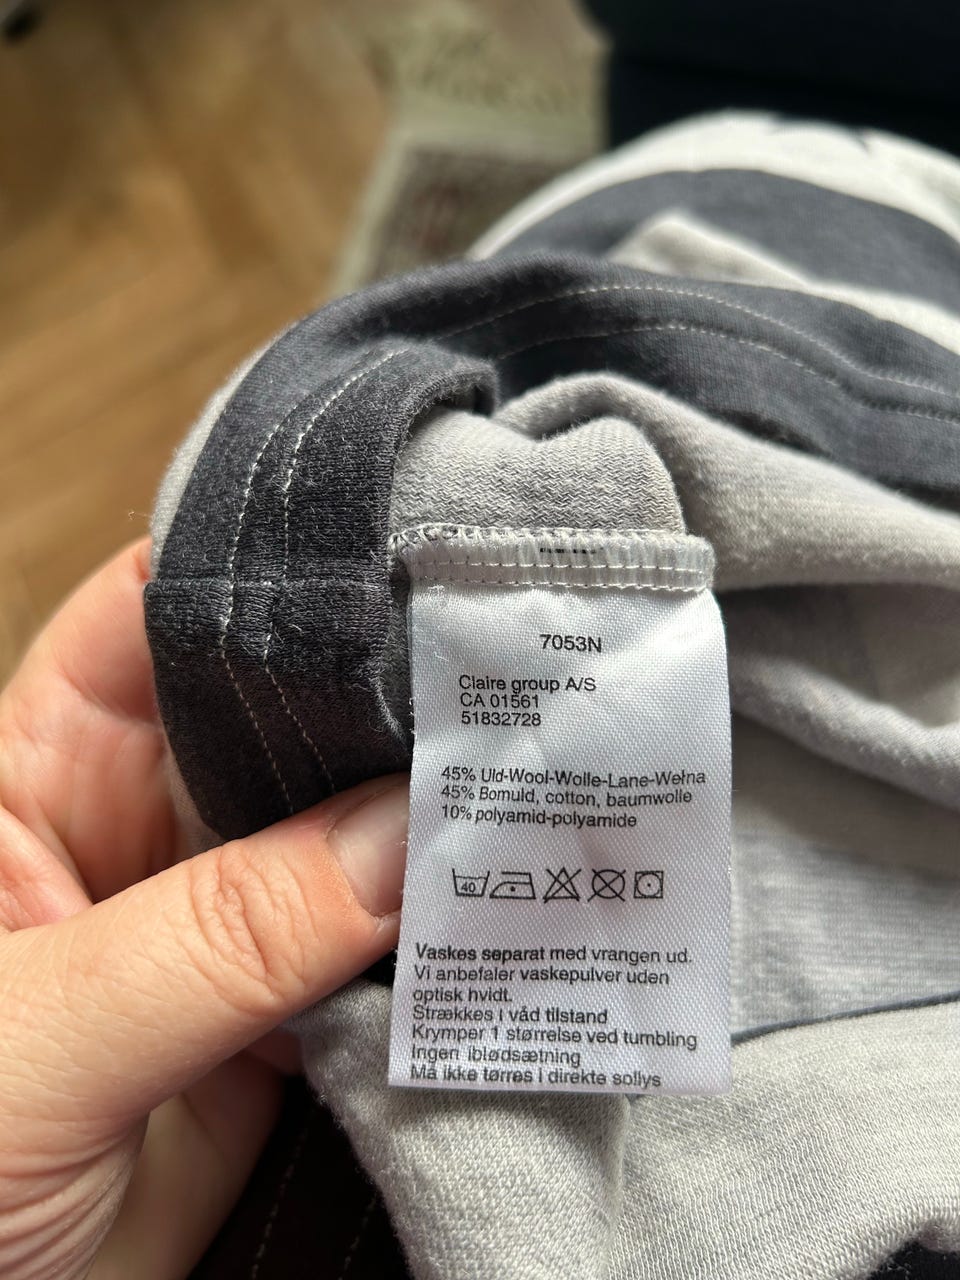 7053N
Claire group A/S
CA 01561
51832728
45% Uld-Wool-Wolle-Lane-Wełna
45% Bomuld, cotton, baumwolle
10% polyamid-polyamide
40
Vaskes separat med vrangen ud.
Vi anbefaler vaskepulver uden
optisk hvidt.
Strækkes i våd tilstand
Krymper 1 størrelse ved tumbling
Ingen iblødsætning
Må ikke tørres i direkte sollys